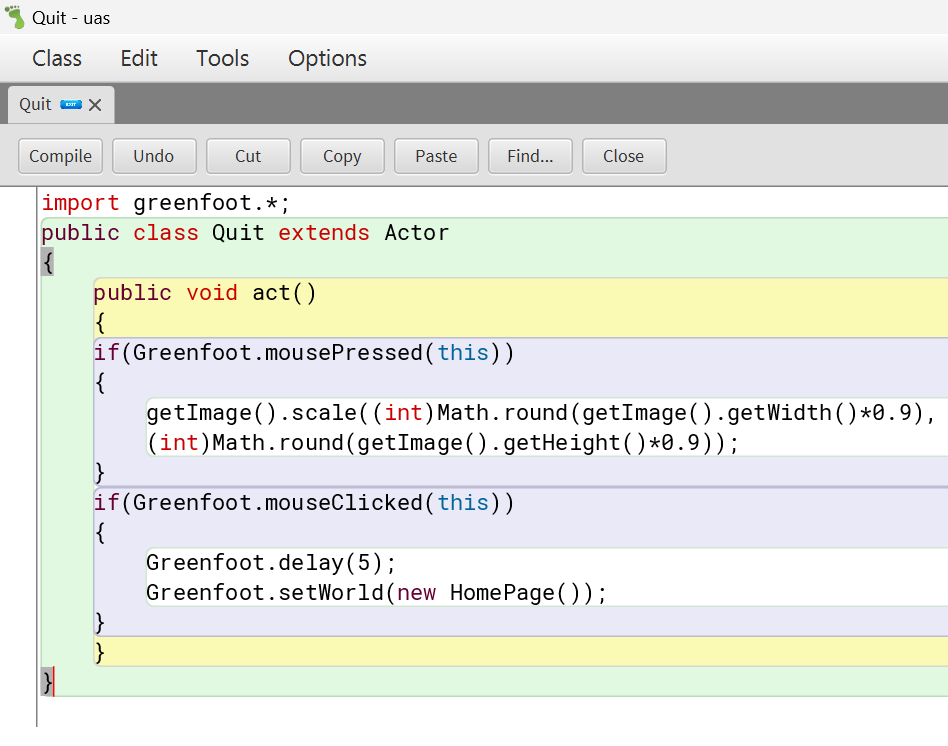 Quit - uas
Class Edit Tools Options
Quit EXIT
Compile Undo Cut Copy Paste Find... Close
import greenfoot.*;
public class Quit extends Actor
{
    public void act()
    {
    if(Greenfoot.mousePressed(this))
    {
        getImage().scale((int)Math.round(getImage().getWidth()*0.9),
        (int)Math.round(getImage().getHeight()*0.9));
    }
    if(Greenfoot.mouseClicked(this))
    {
        Greenfoot.delay(5);
        Greenfoot.setWorld(new HomePage());
    }
    }
}